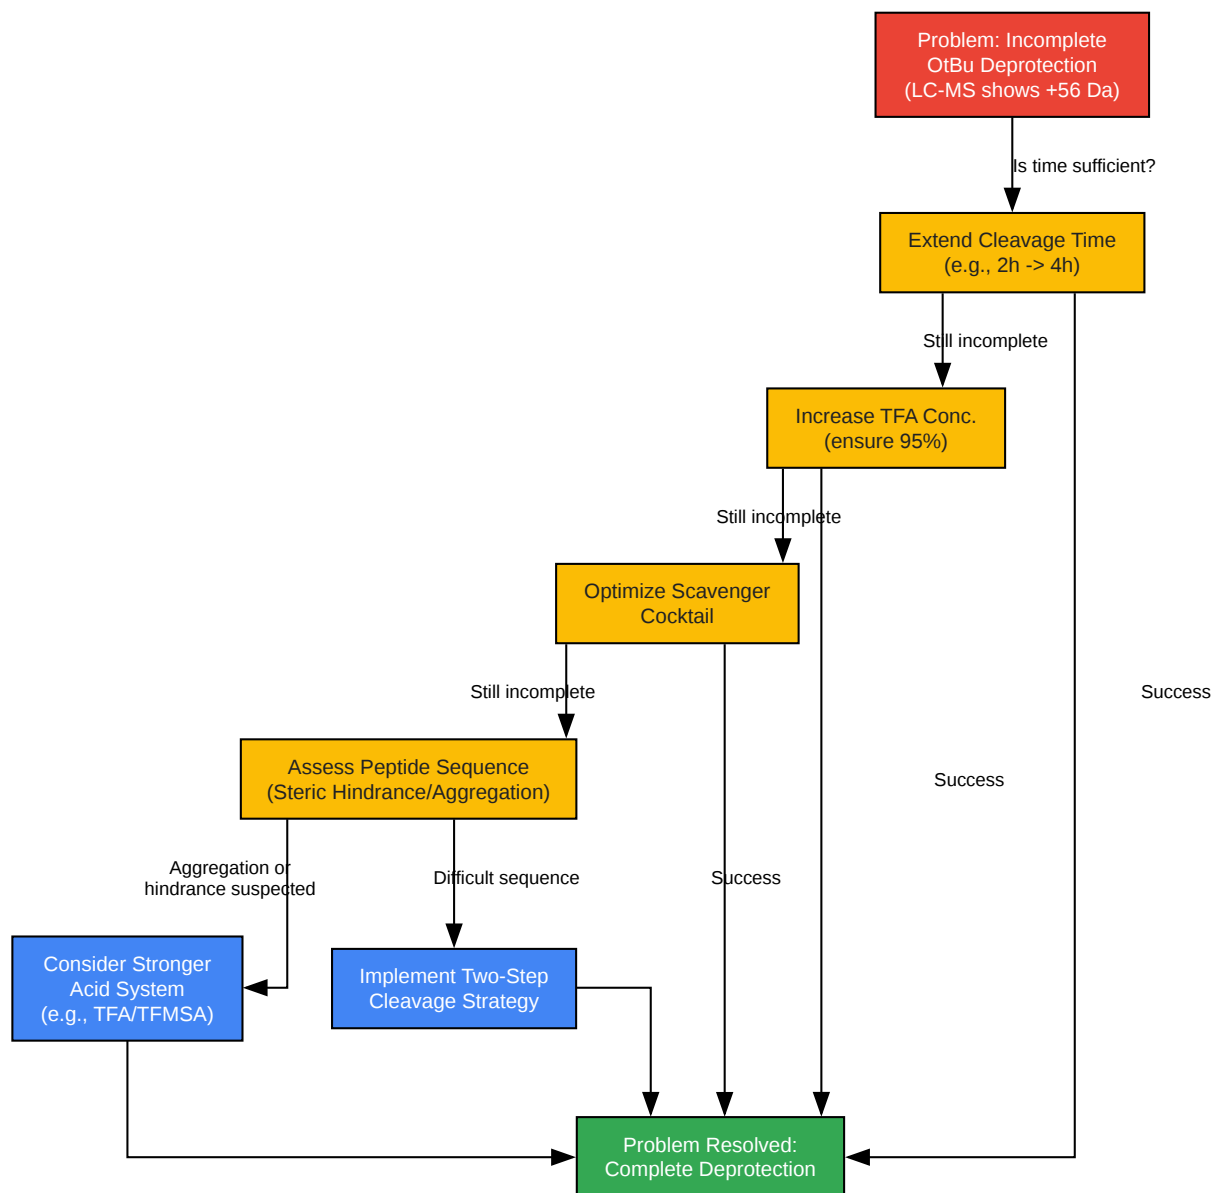 Problem: Incomplete
OtBu Deprotection
(LC-MS shows +56 Da)
Is time sufficient?
Extend Cleavage Time
(e.g., 2h -> 4h)
Still incomplete
Increase TFA Conc.
(ensure 95%)
Still incomplete
Optimize Scavenger
Cocktail
Still incomplete
Success
Assess Peptide Sequence
(Steric Hindrance/Aggregation)
Success
Aggregation or
hindrance suspected
Difficult sequence
Success
Consider Stronger
Acid System
(e.g., TFA/TFMSA)
Implement Two-Step
Cleavage Strategy
Problem Resolved:
Complete Deprotection